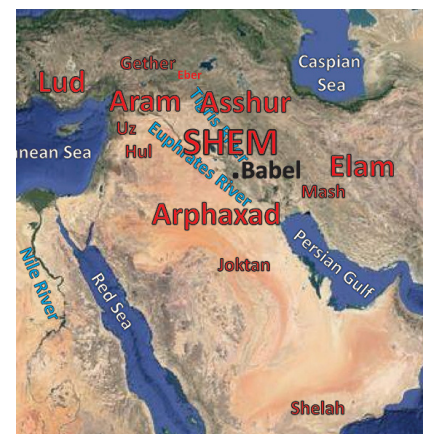 Caspian
Sea
Gether
Eber
Lud
Aram
Asshur
Tigris River
Uz
Euphrates River
SHEM
nean Sea
Hul
Babel
Elam
Mash
Arphaxad
Persian Gulf
Nile River
Red Sea
Joktan
Shelah